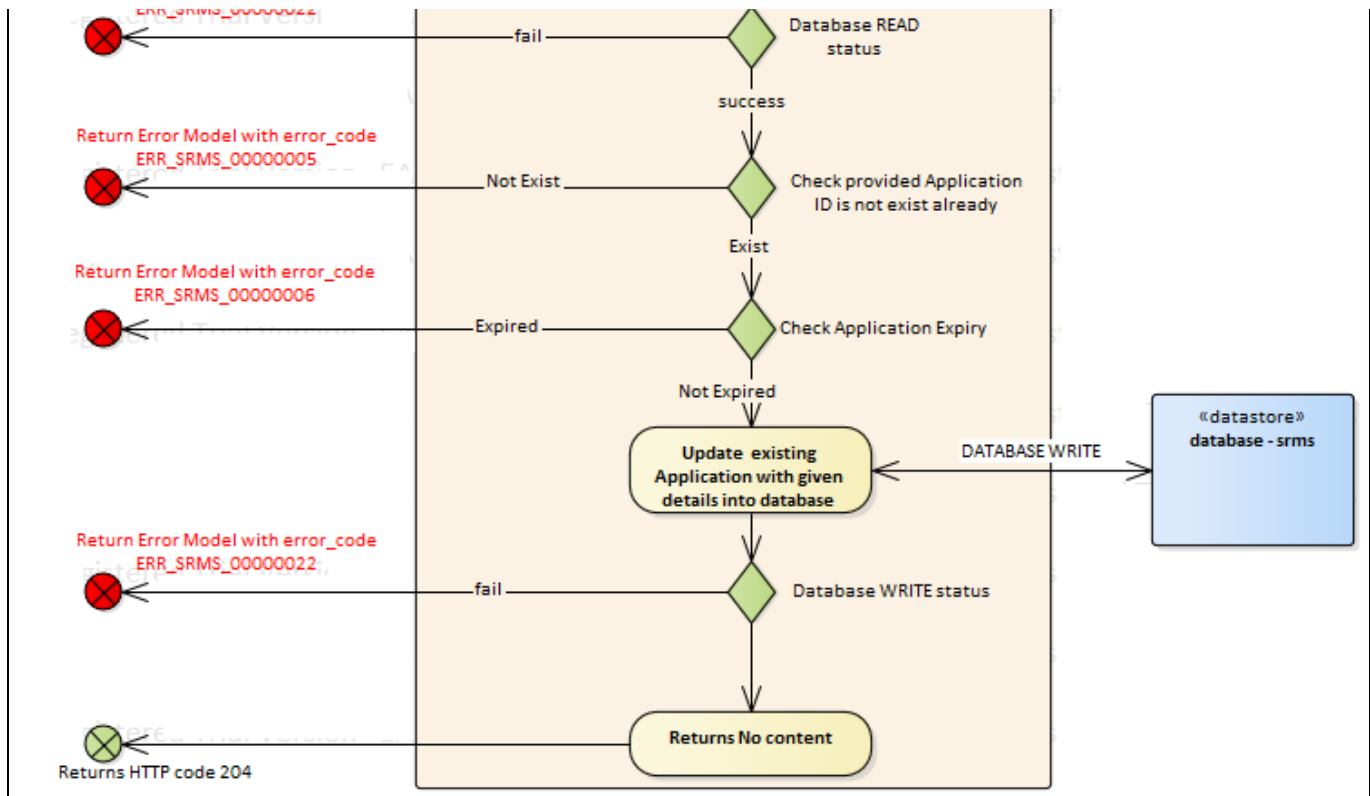 ERR_SRMS_00000022
fail
Database READ
status
success
Return Error Model with error_code
ERR_SRMS_00000005
Not Exist
Check provided Application
ID is not exist already
Exist
Return Error Model with error_code
ERR_SRMS_00000006
Expired
Check Application Expiry
Not Expired
Update existing
Application with given
details into database
DATABASE WRITE
«datastore»
database - srms
Return Error Model with error_code
ERR_SRMS_00000022
fail
Database WRITE status
Returns No content
Returns HTTP code 204